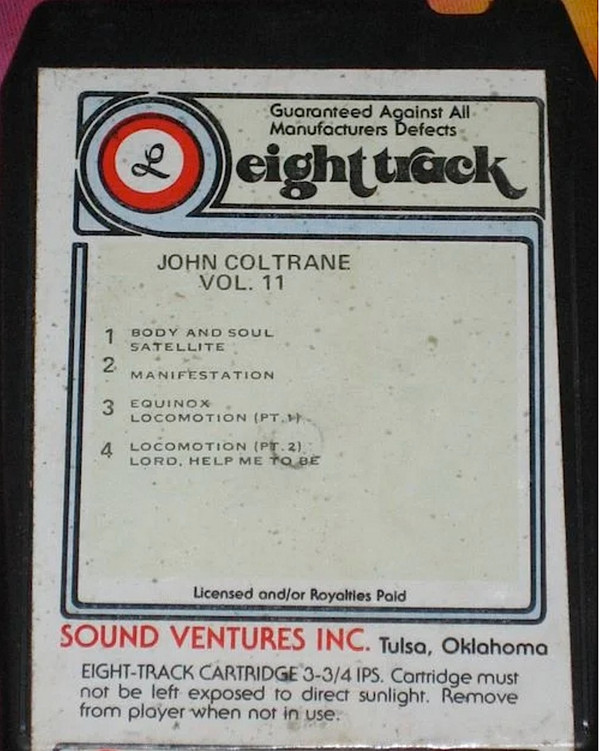 Guaranteed Against All
Manufacturers Defects
L
eight track
JOHN COLTRANE
VOL. 11
1 BODY AND SOUL
SATELLITE
2
MANIFESTATION
3 EQUINOX
LOCOMOTION (PT.1)
4 LOCOMOTION (PT.2)
LORD, HELP ME TO BE
Licensed and/or Royalties Paid
SOUND VENTURES INC. Tulsa, Oklahoma
EIGHT-TRACK CARTRIDGE 3-3/4 IPS. Cartridge must
not be left exposed to direct sunlight. Remove
from player when not in use.